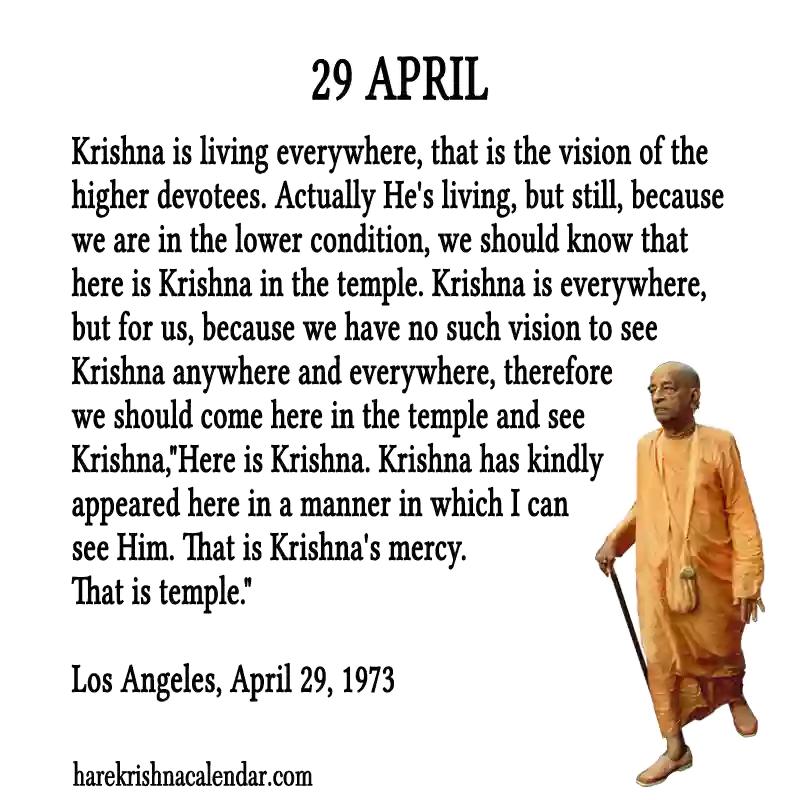 29 APRIL
Krishna is living everywhere, that is the vision of the
higher devotees. Actually He's living, but still, because
we are in the lower condition, we should know that
here is Krishna in the temple. Krishna is everywhere,
but for us, because we have no such vision to see
Krishna anywhere and everywhere, therefore
we should come here in the temple and see
Krishna,"Here is Krishna. Krishna has kindly
appeared here in a manner in which I can
see Him. That is Krishna's mercy.
That is temple."
Los Angeles, April 29, 1973
harekrishnacalendar.com